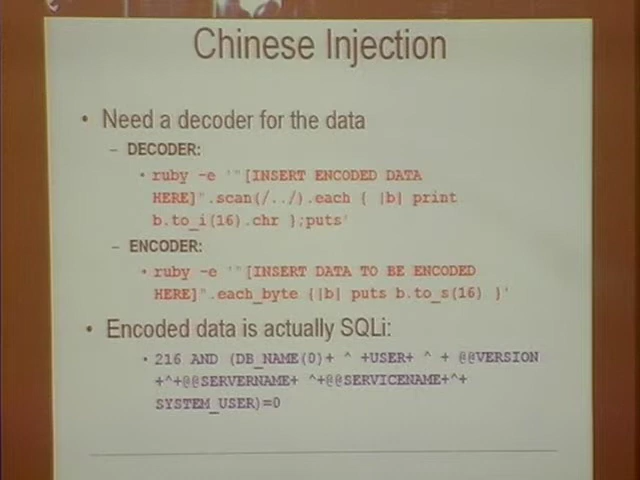 Chinese Injection
• Need a decoder for the data
– DECODER:
• ruby -e '"[INSERT ENCODED DATA
HERE]".scan(/../).each { |b| print
b.to_i(16).chr };puts'
– ENCODER:
• ruby -e '"[INSERT DATA TO BE ENCODED
HERE]".each_byte {|b| puts b.to_s(16) }'
• Encoded data is actually SQLi:
• 216 AND (DB_NAME(0)+ ^ +USER+ ^ + @@VERSION
+^+@@SERVERNAME+ ^+@@SERVICENAME+^+
SYSTEM_USER)=0